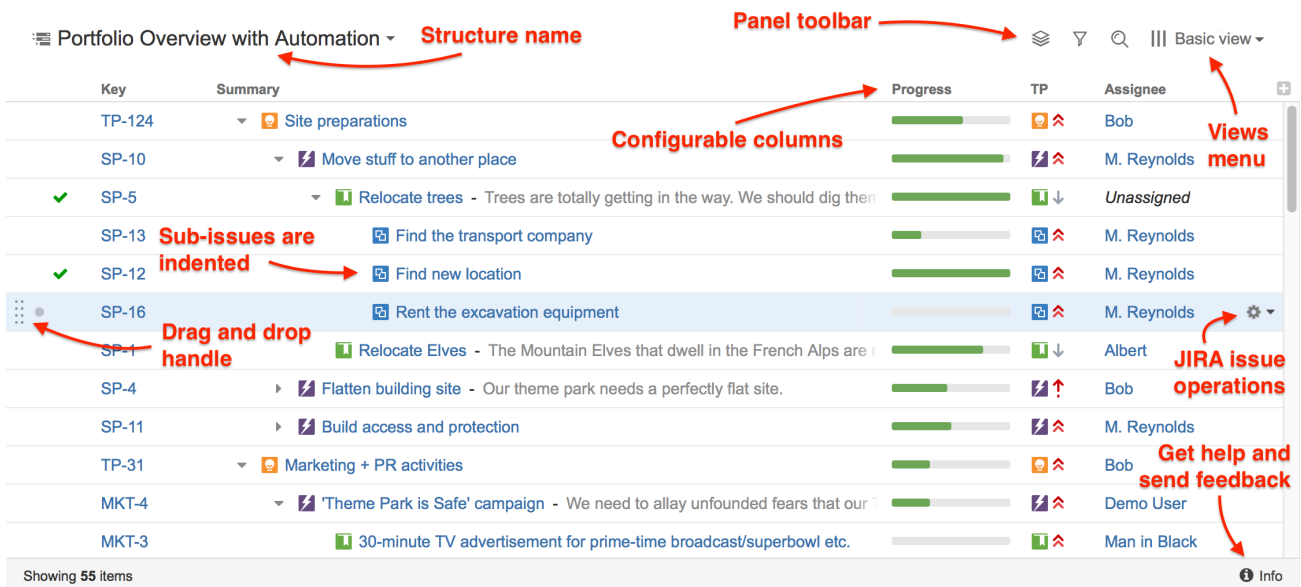 Portfolio Overview with Automation
Structure name
Panel toolbar
Basic view
Key Summary Progress TP Assignee
TP-124 Site preparations Bob
Configurable columns
Views
menu
SP-10 Move stuff to another place M. Reynolds
SP-5 Relocate trees - Trees are totally getting in the way. We should dig them Unassigned
SP-13 Find the transport company M. Reynolds
Sub-issues are
indented
SP-12 Find new location M. Reynolds
SP-16 Rent the excavation equipment M. Reynolds
Drag and drop
handle
SP-1 Relocate Elves - The Mountain Elves that dwell in the French Alps are Albert
JIRA issue
operations
SP-4 Flatten building site - Our theme park needs a perfectly flat site. Bob
SP-11 Build access and protection M. Reynolds
TP-31 Marketing + PR activities Bob
Get help and
send feedback
MKT-4 'Theme Park is Safe' campaign - We need to allay unfounded fears that our Demo User
MKT-3 30-minute TV advertisement for prime-time broadcast/superbowl etc. Man in Black
Showing 55 items Info